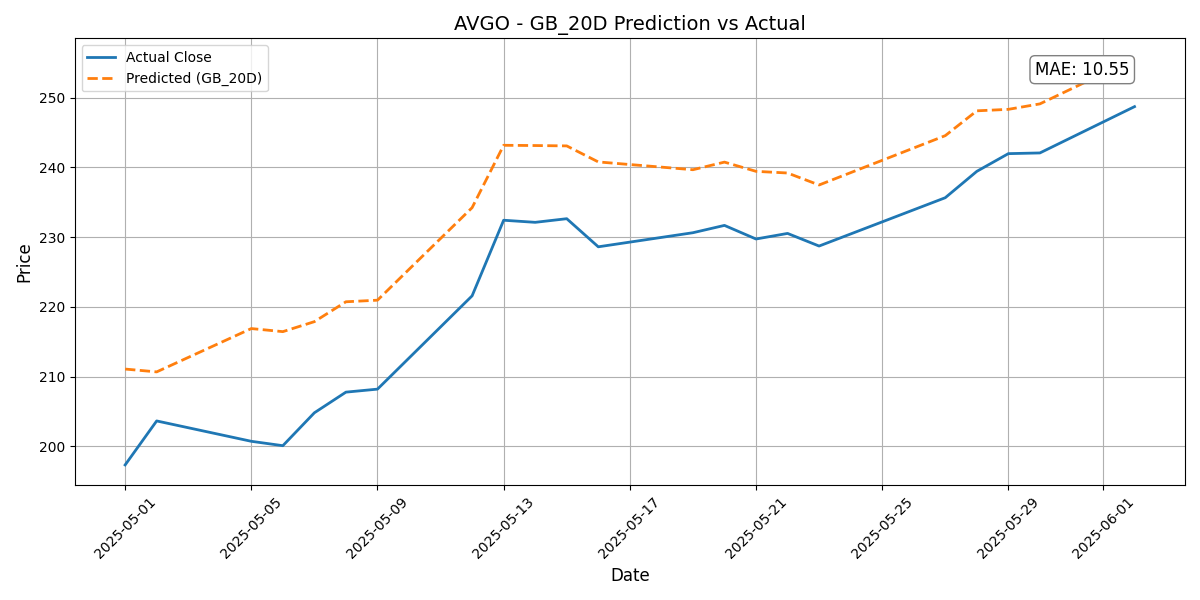 AVGO - GB_20D Prediction vs Actual
Actual Close
Predicted (GB_20D)
MAE: 10.55
Price
250
240
230
220
210
200
2025-05-01
2025-05-05
2025-05-09
2025-05-13
2025-05-17
2025-05-21
2025-05-25
2025-05-29
2025-06-01
Date